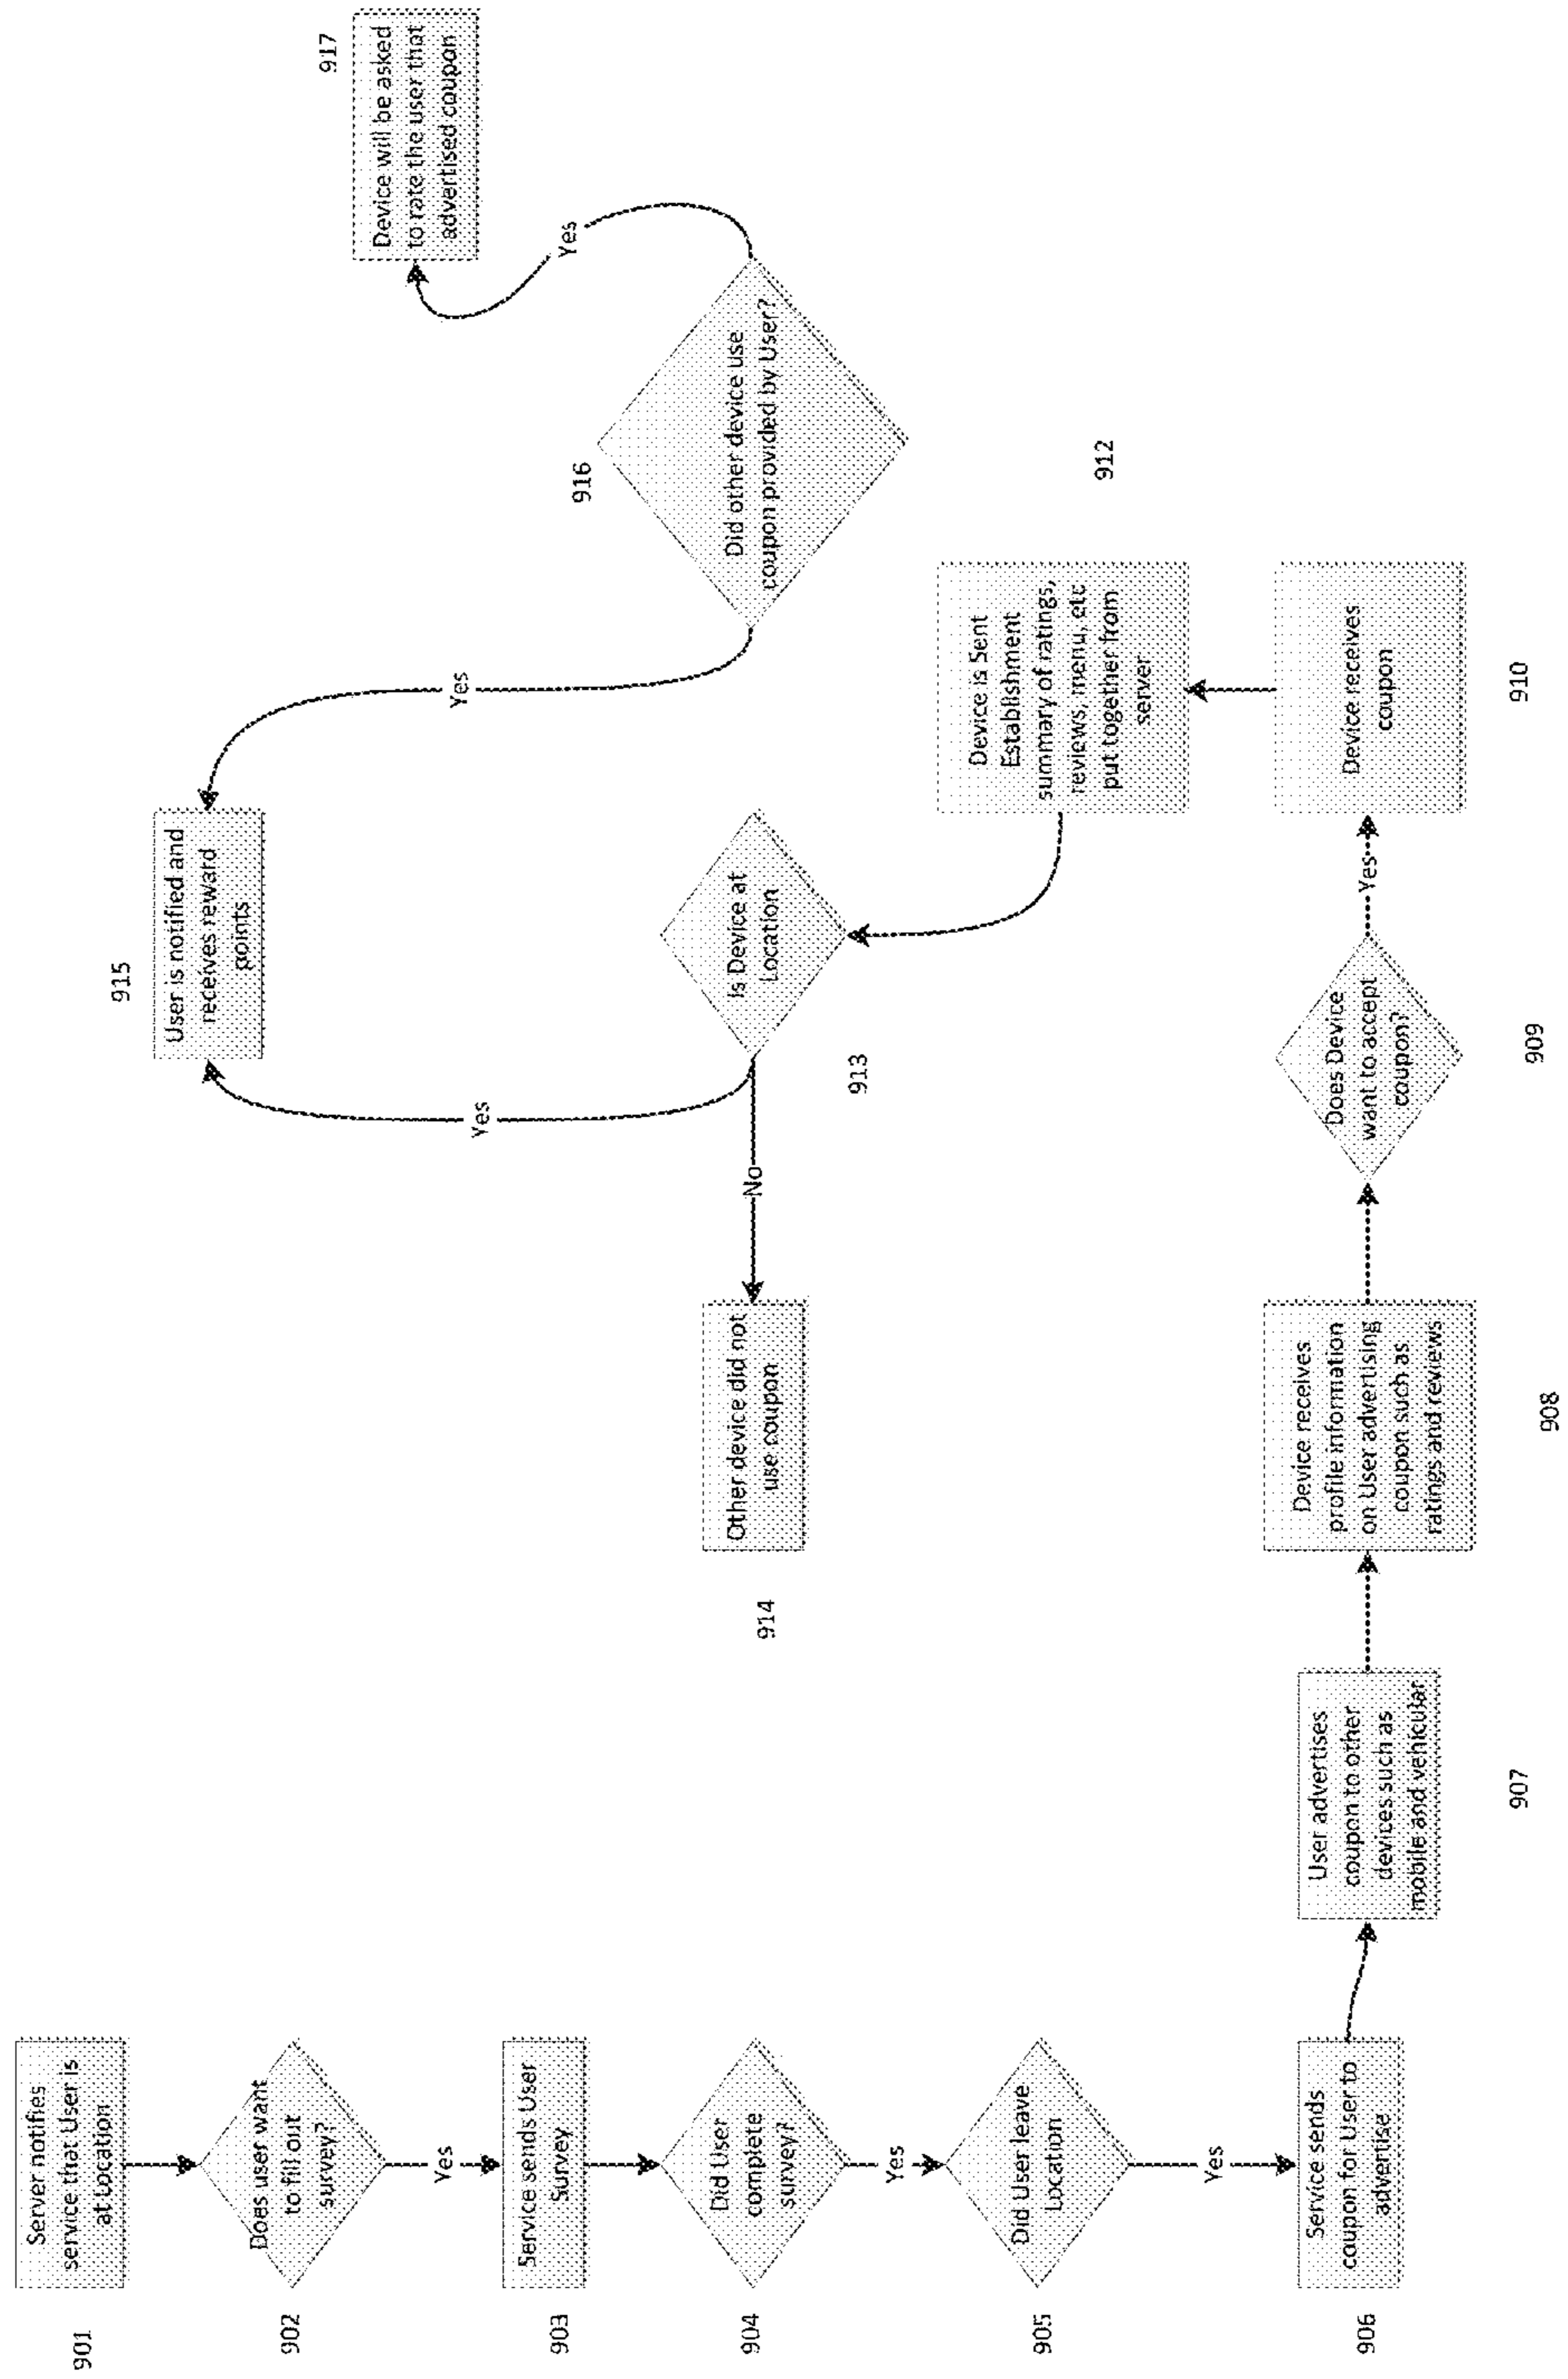 901
Server notifies
service that User is
at Location
902
Does user want
to fill out
survey?
Yes
903
Service sends User
Survey
904
Did User
complete
survey?
Yes
905
Did User leave
Location
Yes
906
Service sends
coupon for User to
advertise
907
User advertises
coupon to other
devices such as
mobile and vehicular
908
Device receives
profile information
on User advertising
coupon such as
ratings and reviews
909
Does Device
want to accept
coupon?
Yes
910
Device receives
coupon
912
Device is Sent
Establishment
summary of ratings,
reviews, menu, etc
put together from
server
913
Is Device at
Location
No
914
Other device did not
use coupon
Yes
915
User is notified and
receives reward
points
Yes
916
Did other device use
coupon provided by User?
Yes
917
Device will be asked
to rate the user that
advertised coupon